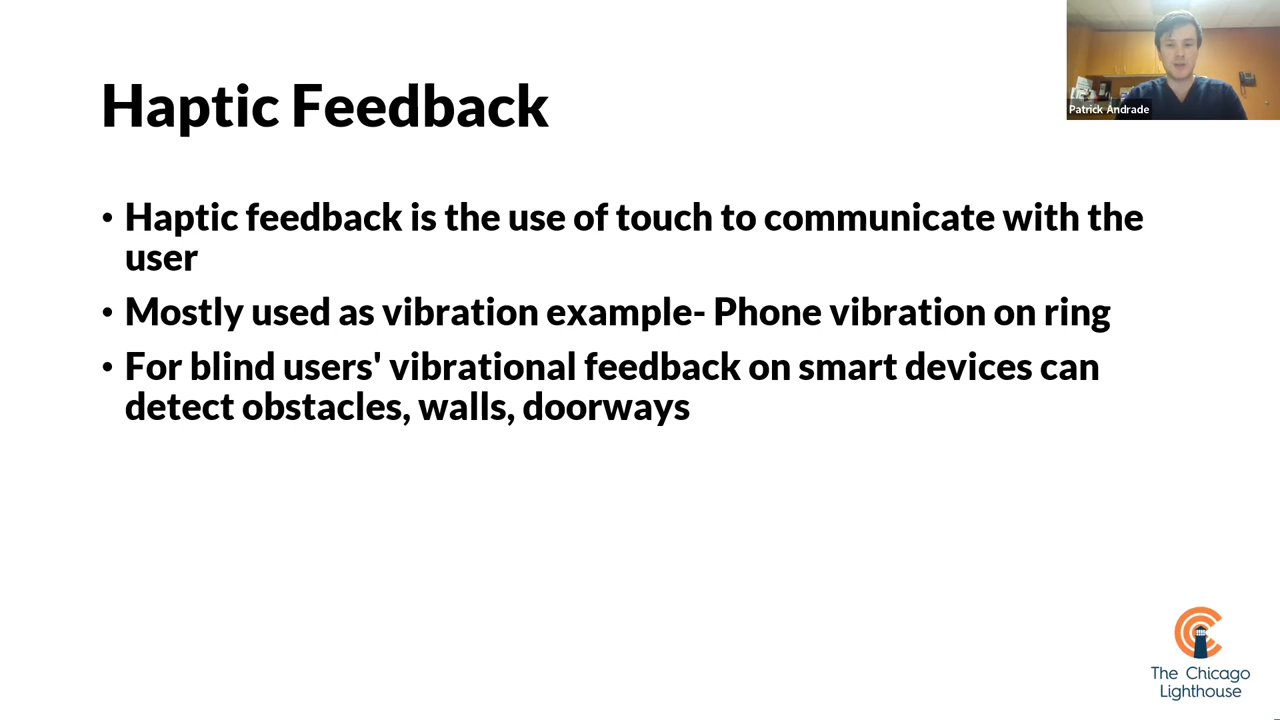 Haptic Feedback
Patrick Andrade
• Haptic feedback is the use of touch to communicate with the
user
• Mostly used as vibration example- Phone vibration on ring
• For blind users' vibrational feedback on smart devices can
detect obstacles, walls, doorways
The Chicago
Lighthouse